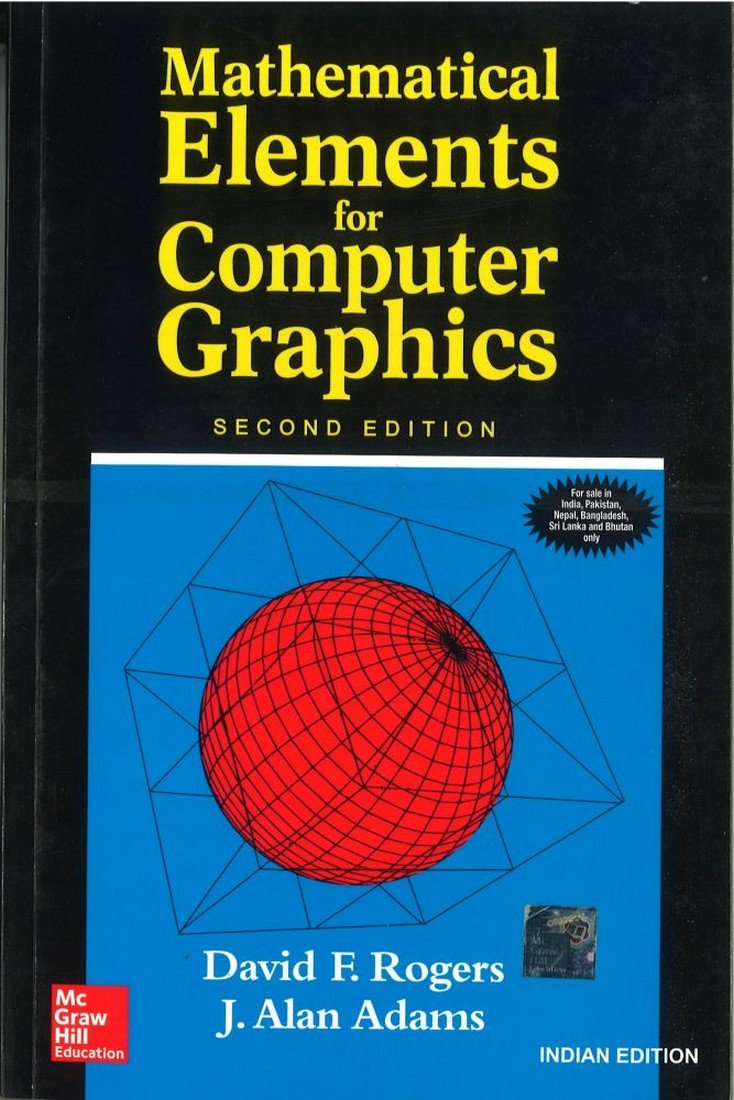 Mathematical
Elements
for
Computer
Graphics
SECOND EDITION
For sale in
India, Pakistan,
Nepal, Bangladesh,
Sri Lanka and Bhutan
only
David F. Rogers
J. Alan Adams
Mc
Graw
Hill
Education
INDIAN EDITION